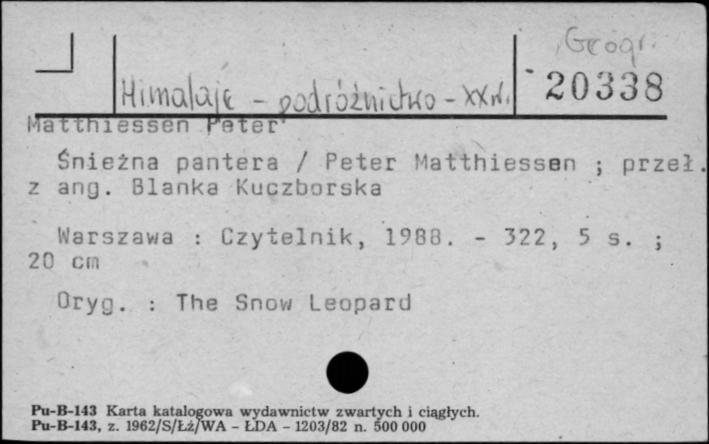 Geogr.
Himalaje - podróżnictwo - XX w.
20338
Matthiessen Peter
Śnieżna pantera / Peter Matthiessen ; przeł.
z ang. Blanka Kuczborska
Warszawa : Czytelnik, 1988. - 322, 5 s. ;
20 cm
Oryg. : The Snow Leopard
Pu-B-143 Karta katalogowa wydawnictw zwartych i ciągłych.
Pu-B-143, z. 1962/S/Łż/WA - ŁDA - 1203/82 n. 500 000